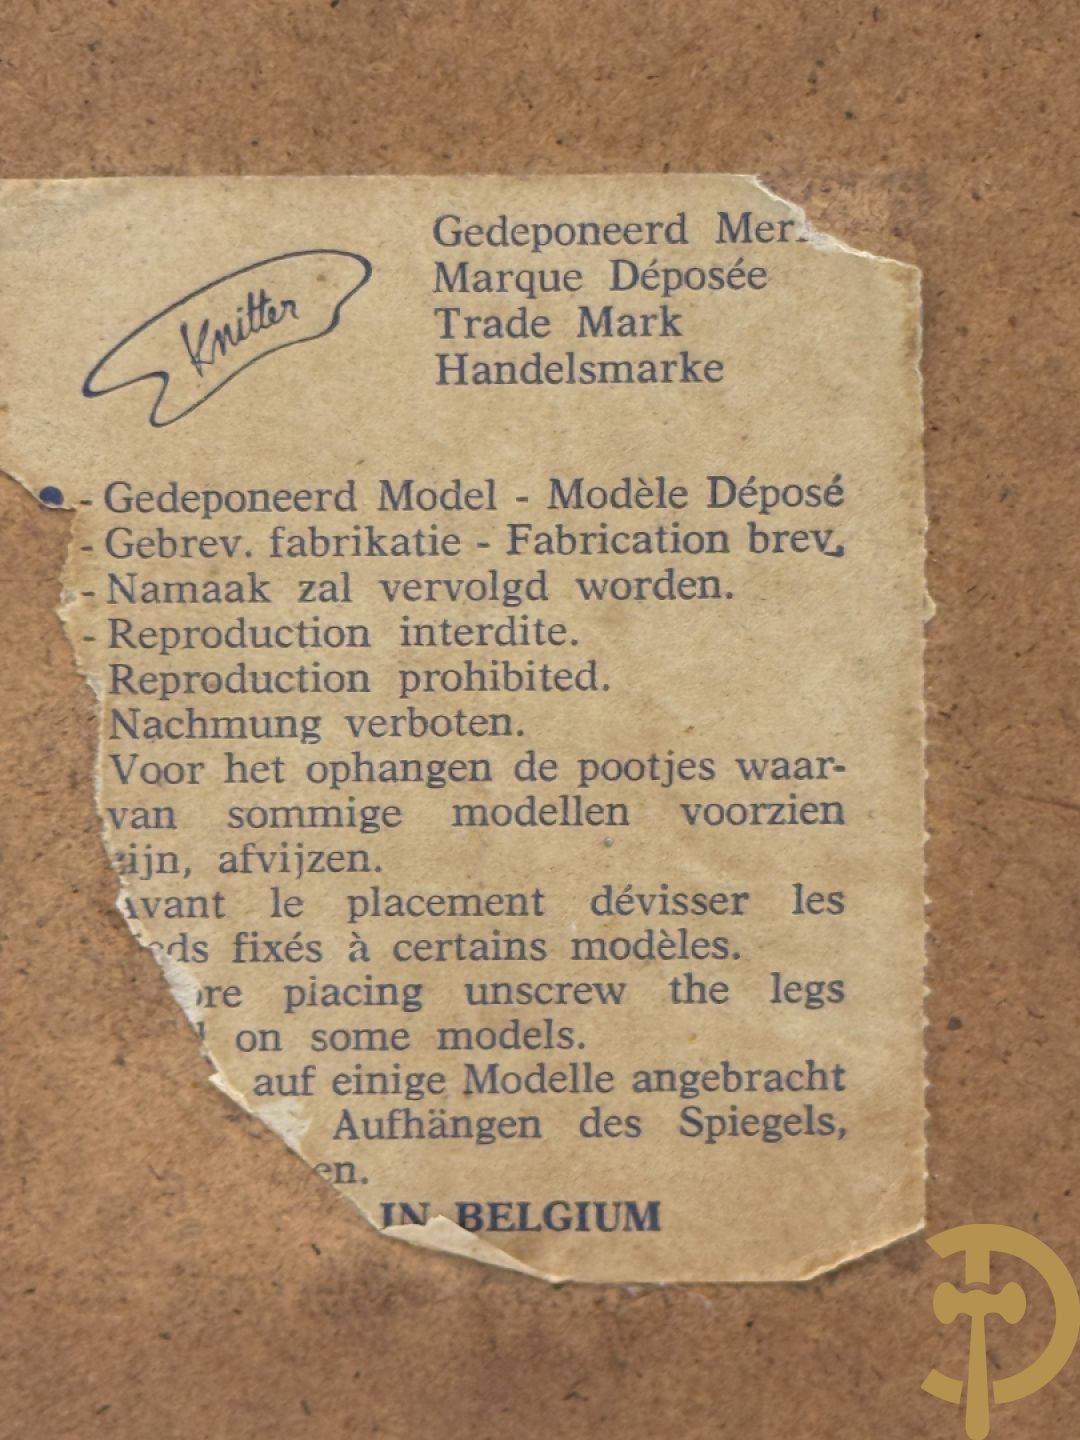 Knitter
Gedeponeerd
Marque Déposée
Trade Mark
Handelsmarke
- Gedeponeerd Model - Modèle Déposé
- Gebrev. fabrikatie - Fabrication brev.
- Namaak zal vervolgd worden.
- Reproduction interdite.
Reproduction prohibited.
Nachmung verboten.
Voor het ophangen de pootjes waar-
van sommige modellen voorzien
zijn, afvijzen.
Avant le placement dévisser les
fixés à certains modèles.
placing unscrew the legs
on some models.
auf einige Modelle angebracht
Aufhängen des Spiegels,
IN BELGIUM